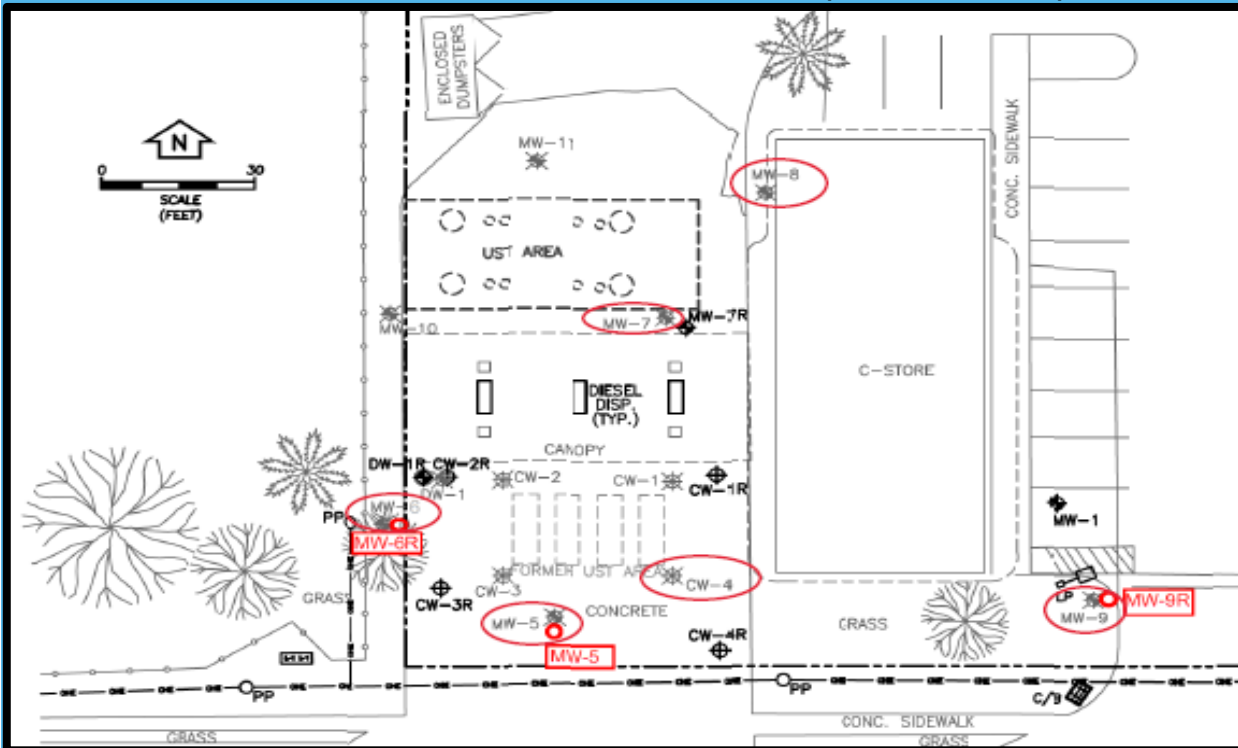 ENCLOSED
DUMPSTERS
N
0 30
SCALE
(FEET)
MW-11
MW-8
CONC. SIDEWALK
UST AREA
MW-10
MW-7
MW-7R
DIESEL
DISP.
(TYP.)
C-STORE
CANOPY
DW-1R
CW-2R
DW-1
CW-2
CW-1
CW-1R
MW-6
PP
MW-6R
MW-1
FORMER UST AREA
CW-3
CW-4
GRASS
CW-3R
CONCRETE
MW-5
MW-5
CW-4R
GRASS
LP
MW-9
MW-9R
PP
PP
C/B
CONC. SIDEWALK
GRASS
GRASS